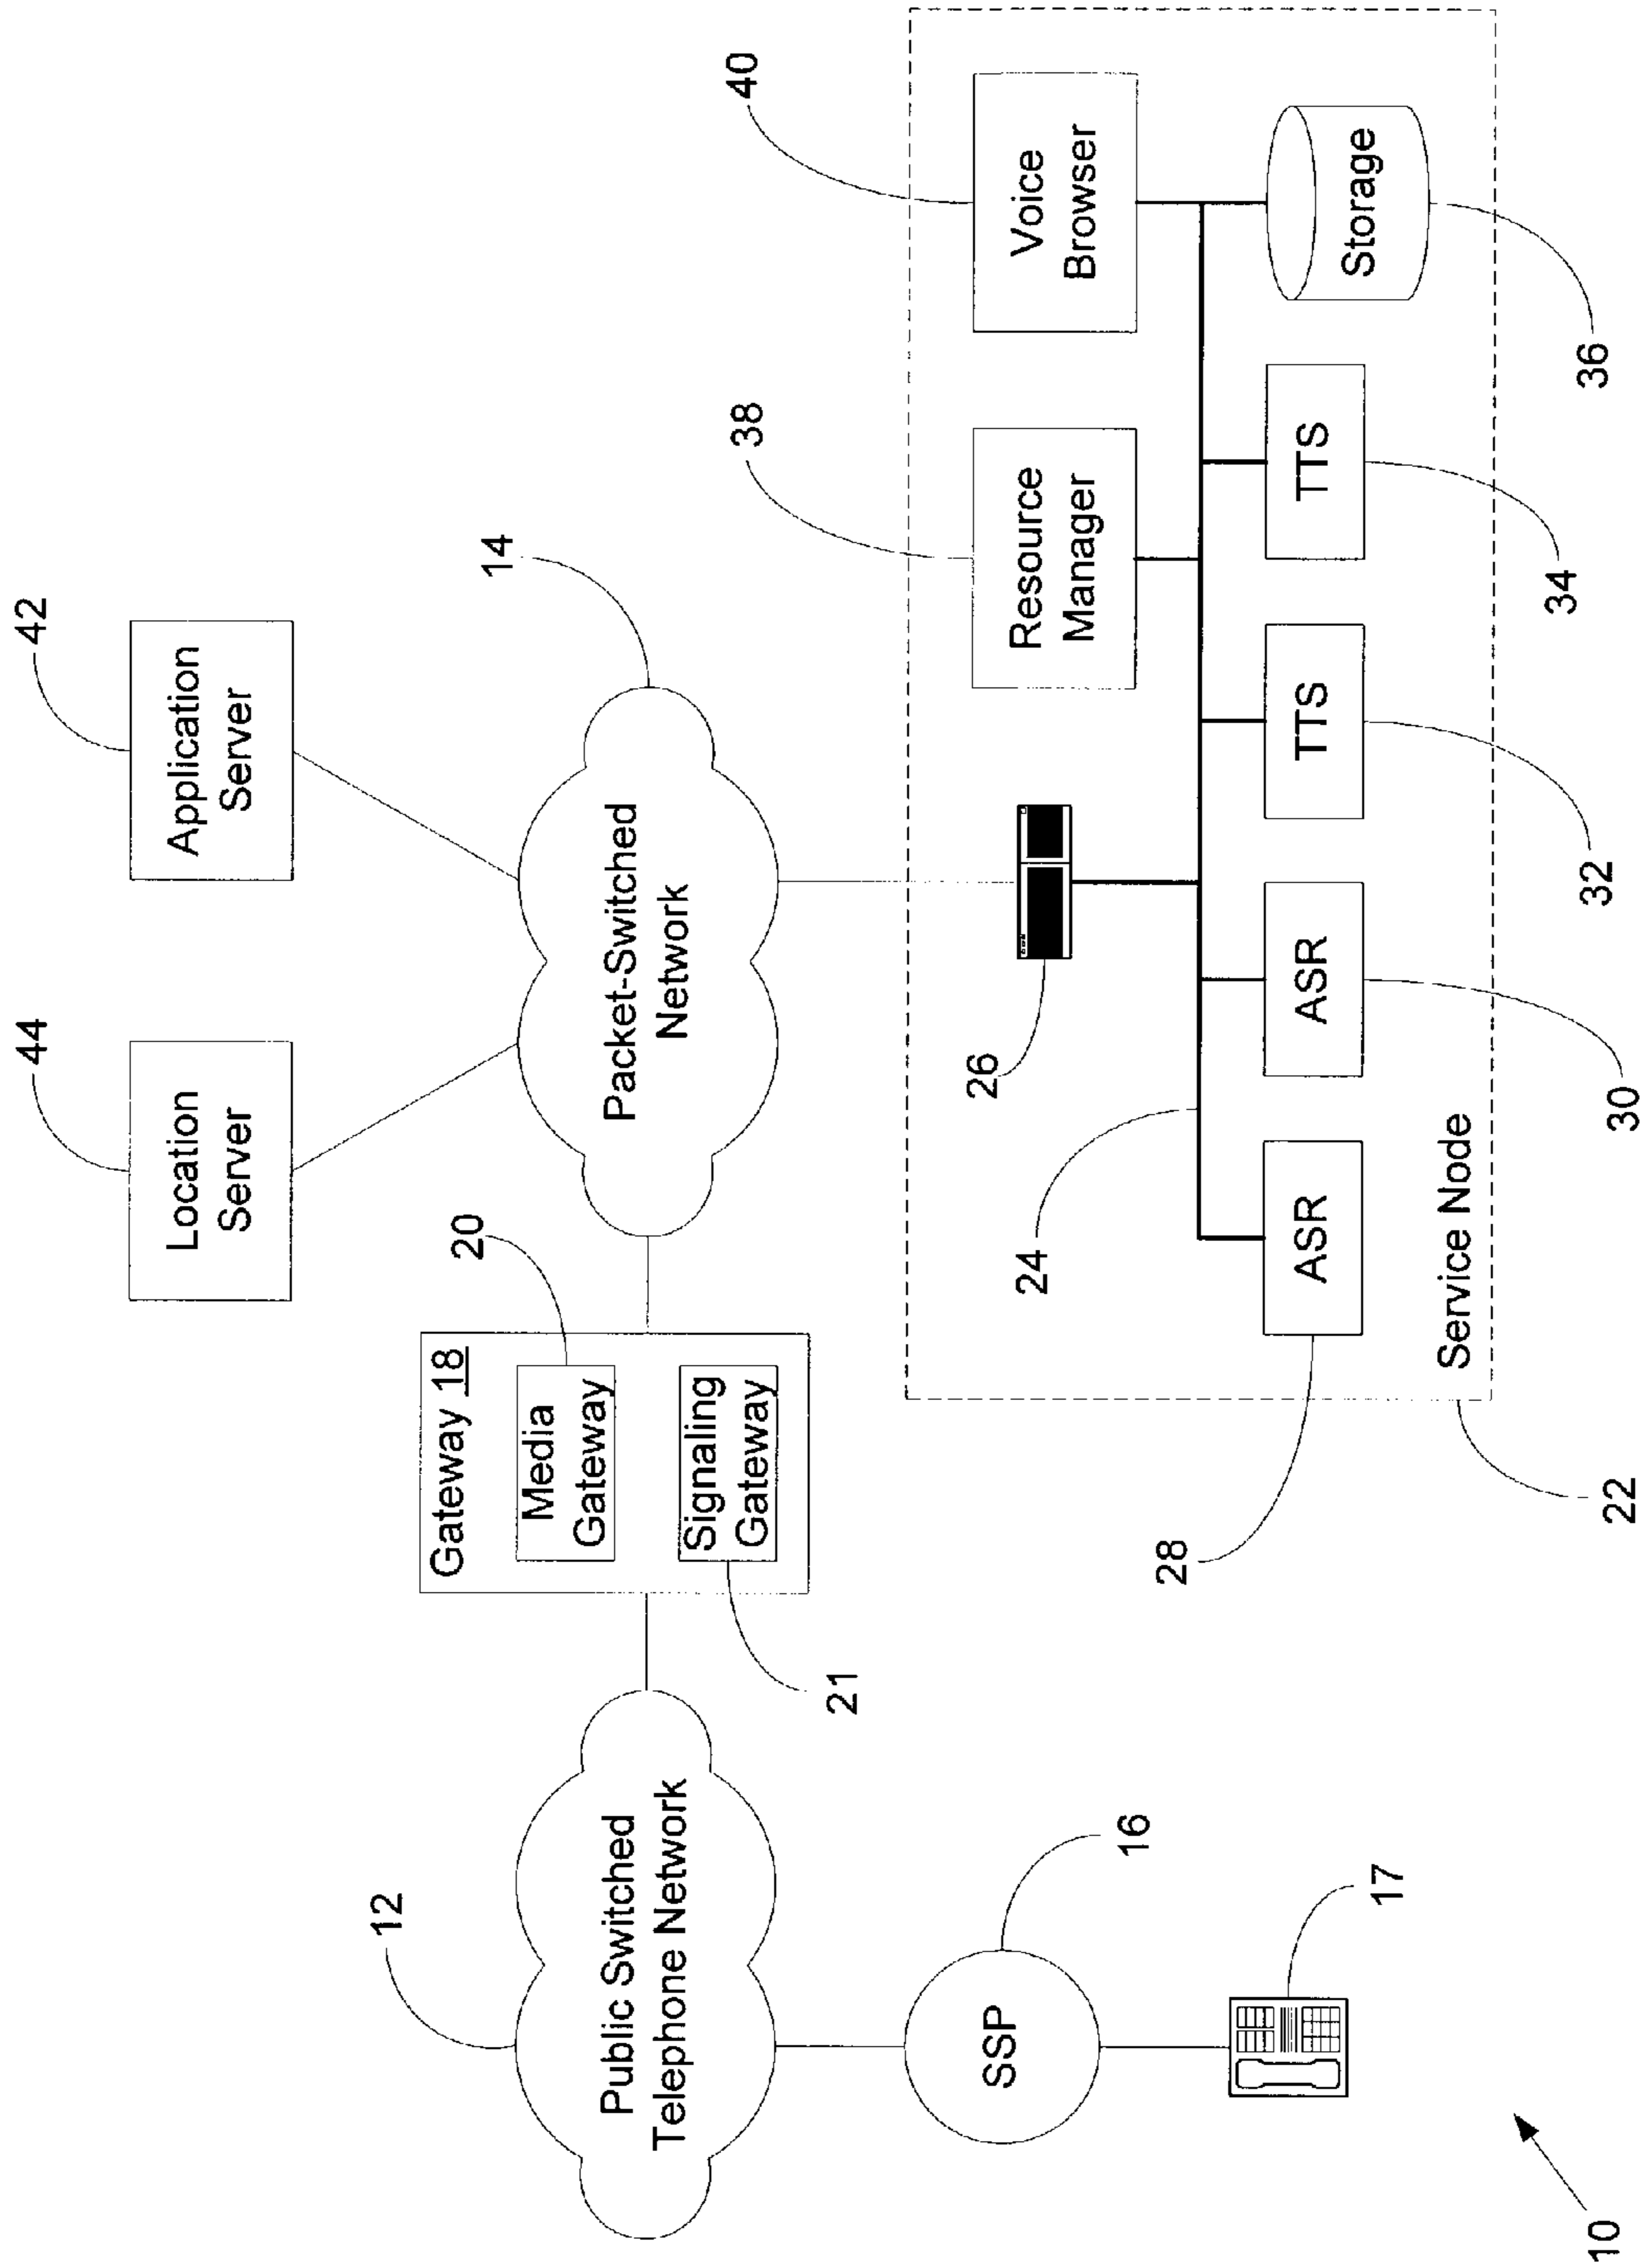 44
Location
Server
42
Application
Server
12
Public Switched
Telephone Network
Gateway 18
Media
Gateway
20
Signaling
Gateway
21
Packet-Switched
Network
14
SSP
16
17
10
26
24
38
Resource
Manager
40
Voice
Browser
ASR
ASR
TTS
TTS
Storage
28
30
32
34
36
Service Node
22